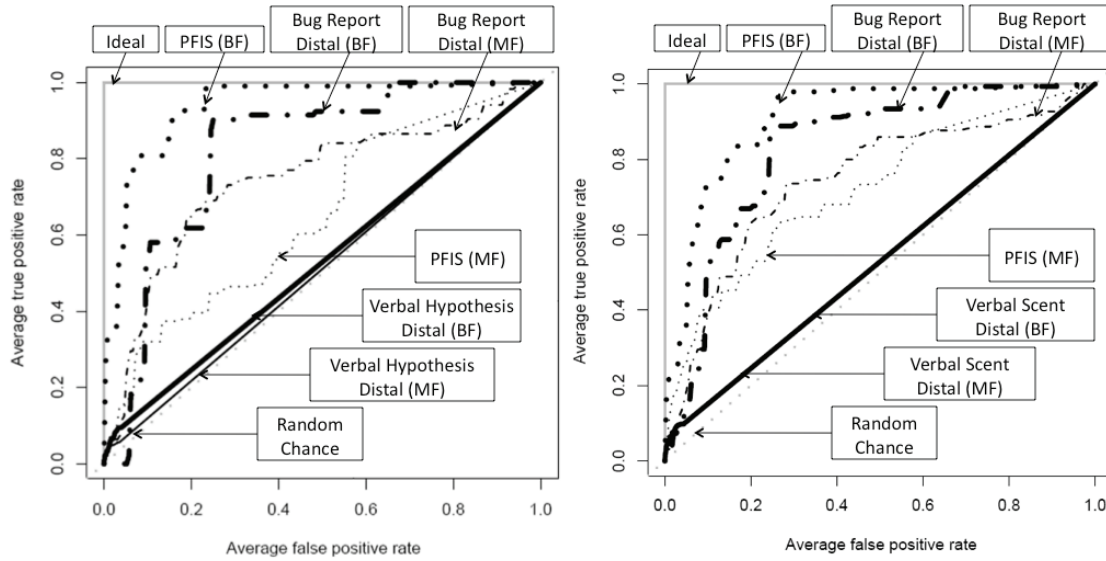 Ideal
PFIS (BF)
Bug Report
Distal (BF)
Bug Report
Distal (MF)
PFIS (MF)
Verbal Hypothesis
Distal (BF)
Verbal Hypothesis
Distal (MF)
Random
Chance
Average true positive rate
0.0
0.2
0.4
0.6
0.8
1.0
0.0
0.2
0.4
0.6
0.8
1.0
Average false positive rate
Ideal
PFIS (BF)
Bug Report
Distal (BF)
Bug Report
Distal (MF)
PFIS (MF)
Verbal Scent
Distal (BF)
Verbal Scent
Distal (MF)
Random
Chance
Average true positive rate
0.0
0.2
0.4
0.6
0.8
1.0
0.0
0.2
0.4
0.6
0.8
1.0
Average false positive rate